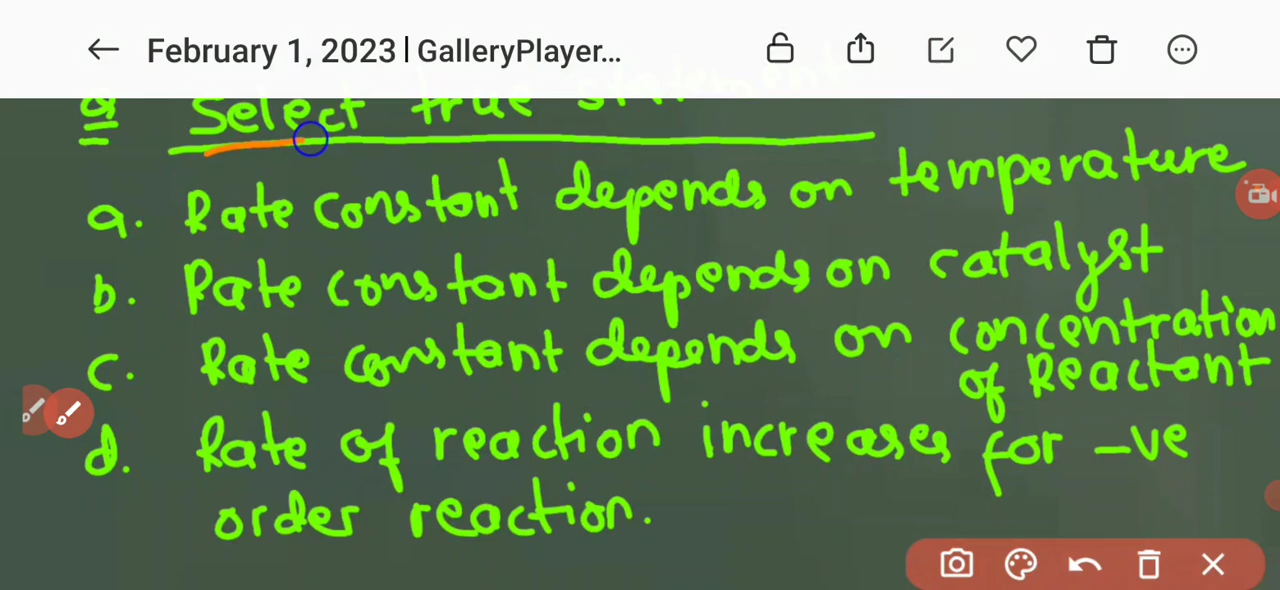 February 1, 2023 | GalleryPlayer...
Q Select true statement
a. Rate constant depends on temperature
b. Rate constant depends on catalyst
c. Rate constant depends on concentration
of Reactant
d. Rate of reaction increases for -ve
order reaction.